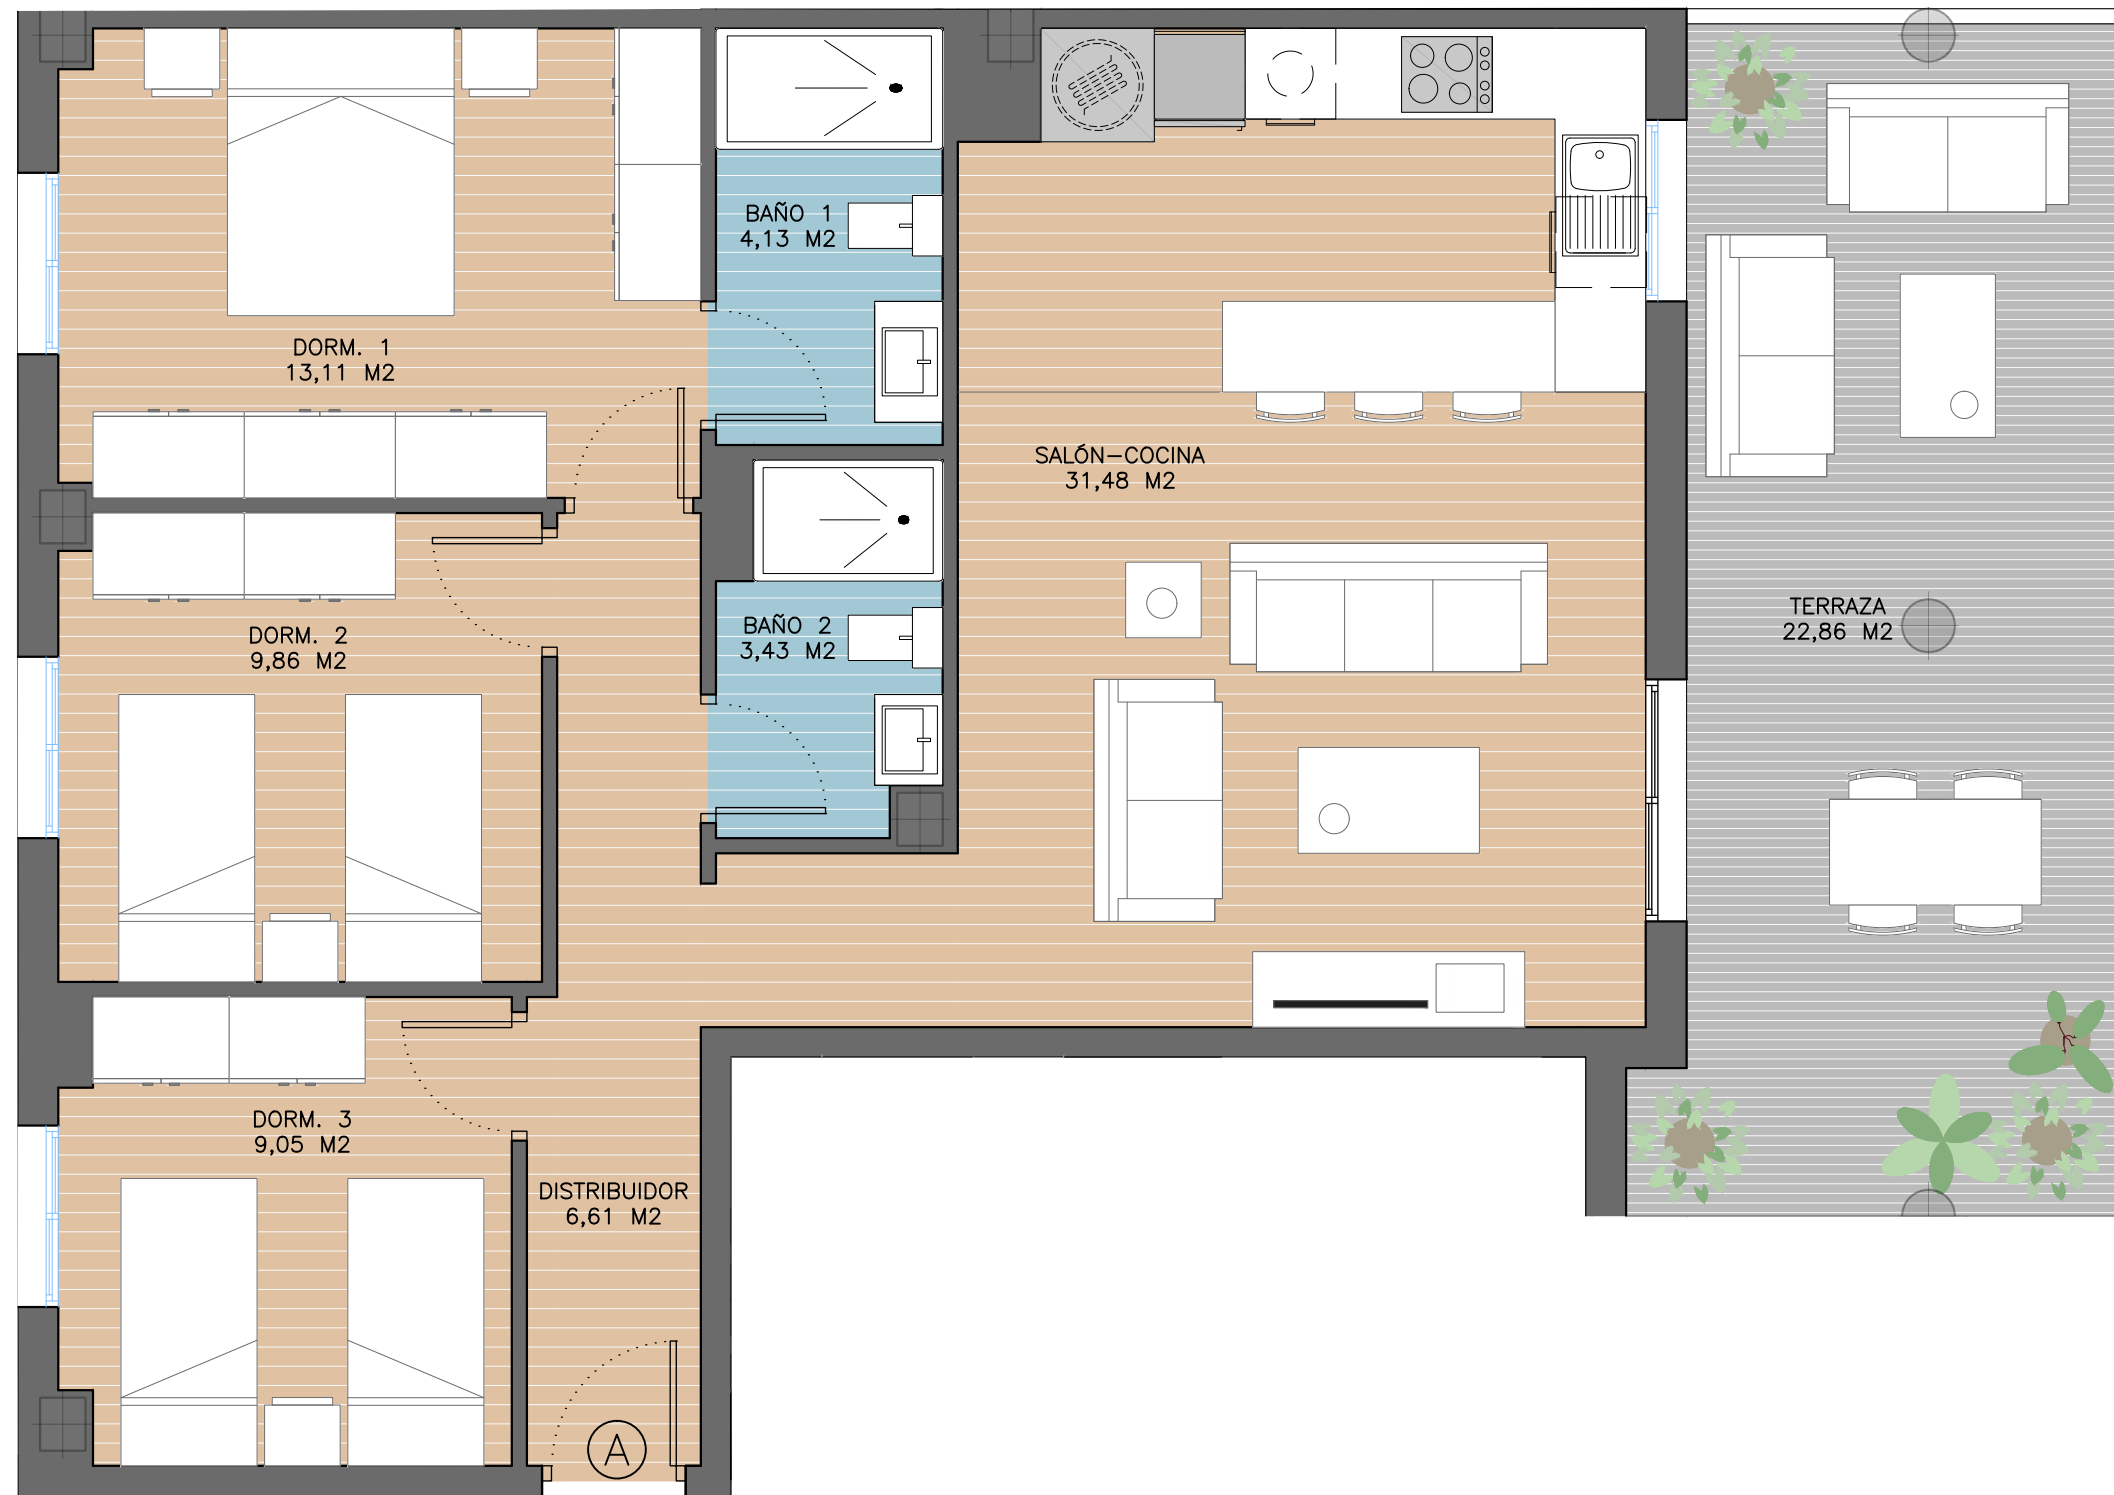 BAÑO 1
4,13 M2
DORM. 1
13,11 M2
SALÓN-COCINA
31,48 M2
TERRAZA
22,86 M2
DORM. 2
9,86 M2
BAÑO 2
3,43 M2
DORM. 3
9,05 M2
DISTRIBUIDOR
6,61 M2
A